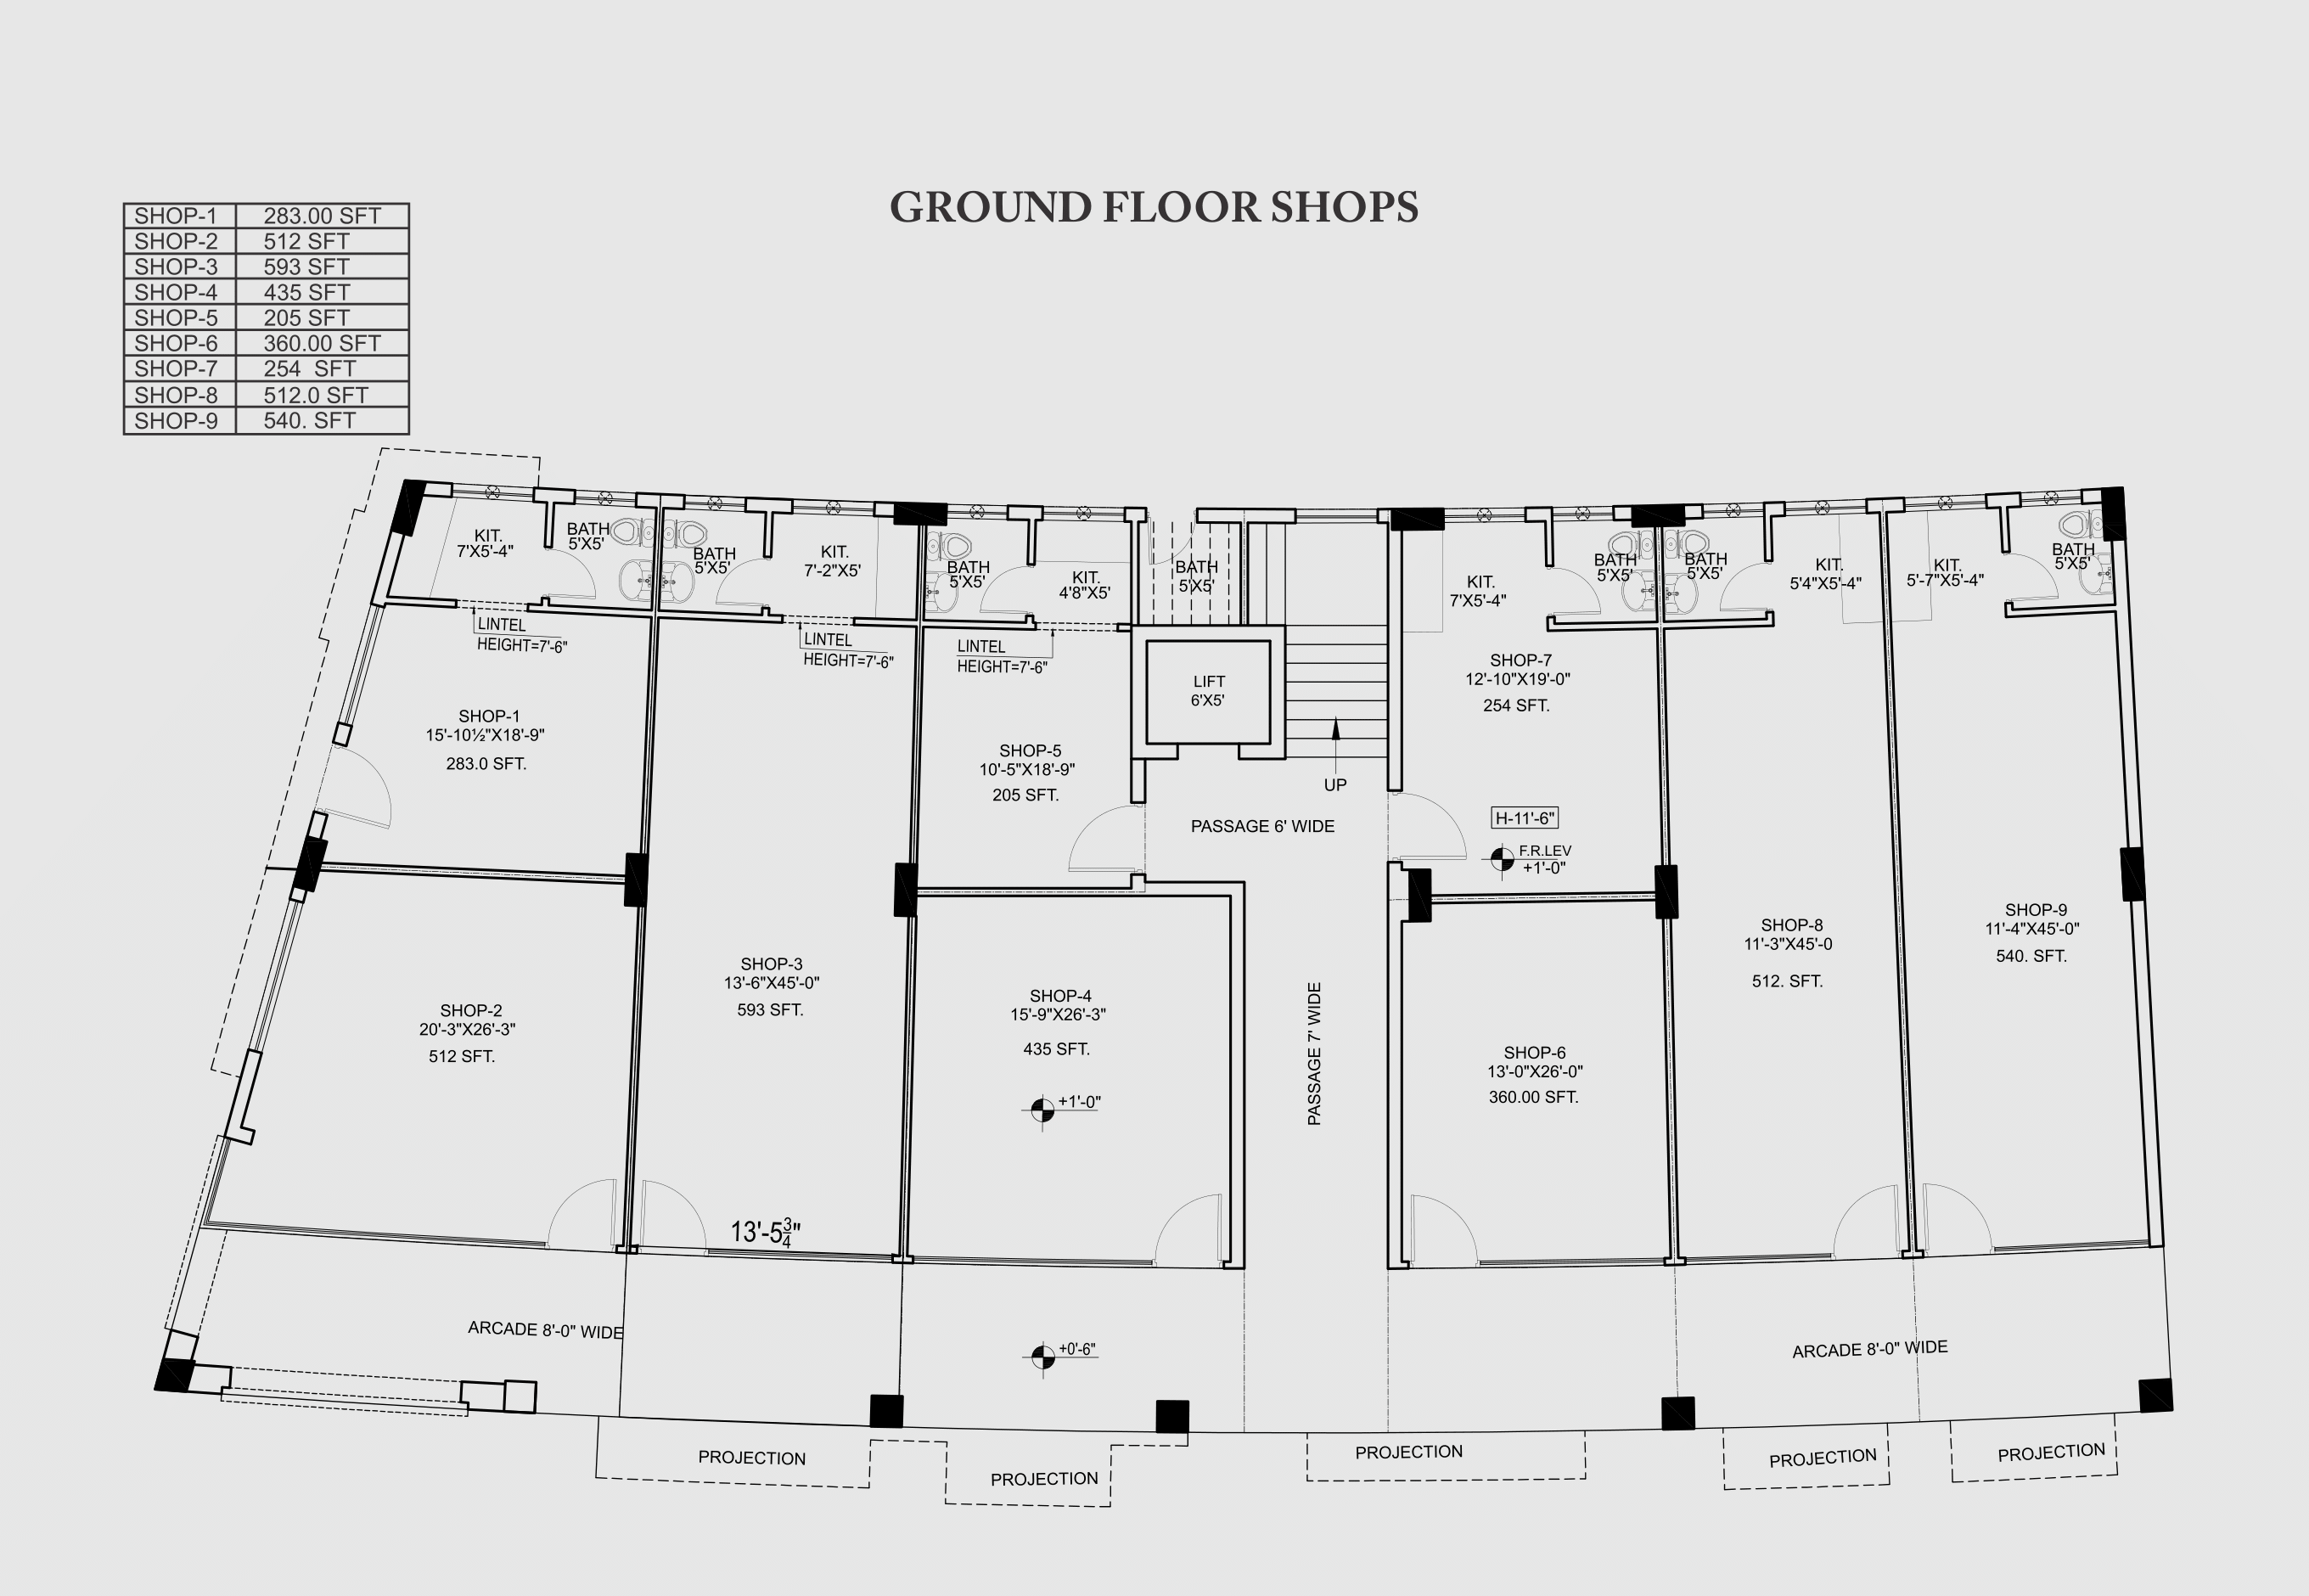 GROUND FLOOR SHOPS
SHOP-1 283.00 SFT
SHOP-2 512 SFT
SHOP-3 593 SFT
SHOP-4 435 SFT
SHOP-5 205 SFT
SHOP-6 360.00 SFT
SHOP-7 254 SFT
SHOP-8 512.0 SFT
SHOP-9 540. SFT
KIT.
7'X5'-4"
BATH
5'X5'
BATH
5'X5'
KIT.
7'-2"X5'
BATH
5'X5'
KIT.
4'8"X5'
BATH
5'X5'
KIT.
7'X5'-4"
BATH
5'X5'
BATH
5'X5'
KIT.
5'4"X5'-4"
KIT.
5'-7"X5'-4"
BATH
5'X5'
LINTEL
HEIGHT=7'-6"
LINTEL
HEIGHT=7'-6"
LINTEL
HEIGHT=7'-6"
LIFT
6'X5'
UP
SHOP-7
12'-10"X19'-0"
254 SFT.
SHOP-1
15'-10½"X18'-9"
283.0 SFT.
SHOP-5
10'-5"X18'-9"
205 SFT.
PASSAGE 6' WIDE
H-11'-6"
F.R.LEV
+1'-0"
SHOP-2
20'-3"X26'-3"
512 SFT.
SHOP-3
13'-6"X45'-0"
593 SFT.
SHOP-4
15'-9"X26'-3"
435 SFT.
+1'-0"
PASSAGE 7' WIDE
SHOP-6
13'-0"X26'-0"
360.00 SFT.
SHOP-8
11'-3"X45'-0
512. SFT.
SHOP-9
11'-4"X45'-0"
540. SFT.
13'-5¾"
ARCADE 8'-0" WIDE
+0'-6"
ARCADE 8'-0" WIDE
PROJECTION
PROJECTION
PROJECTION
PROJECTION
PROJECTION